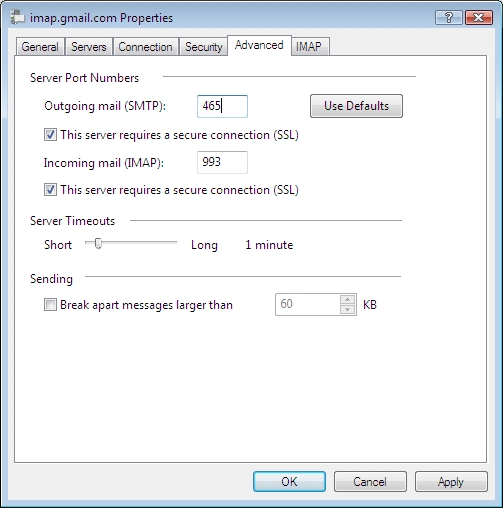 imap.gmail.com Properties
?
General Servers Connection Security Advanced IMAP
Server Port Numbers
Outgoing mail (SMTP): 465 Use Defaults
This server requires a secure connection (SSL)
Incoming mail (IMAP): 993
This server requires a secure connection (SSL)
Server Timeouts
Short Long 1 minute
Sending
Break apart messages larger than 60 KB
OK Cancel Apply